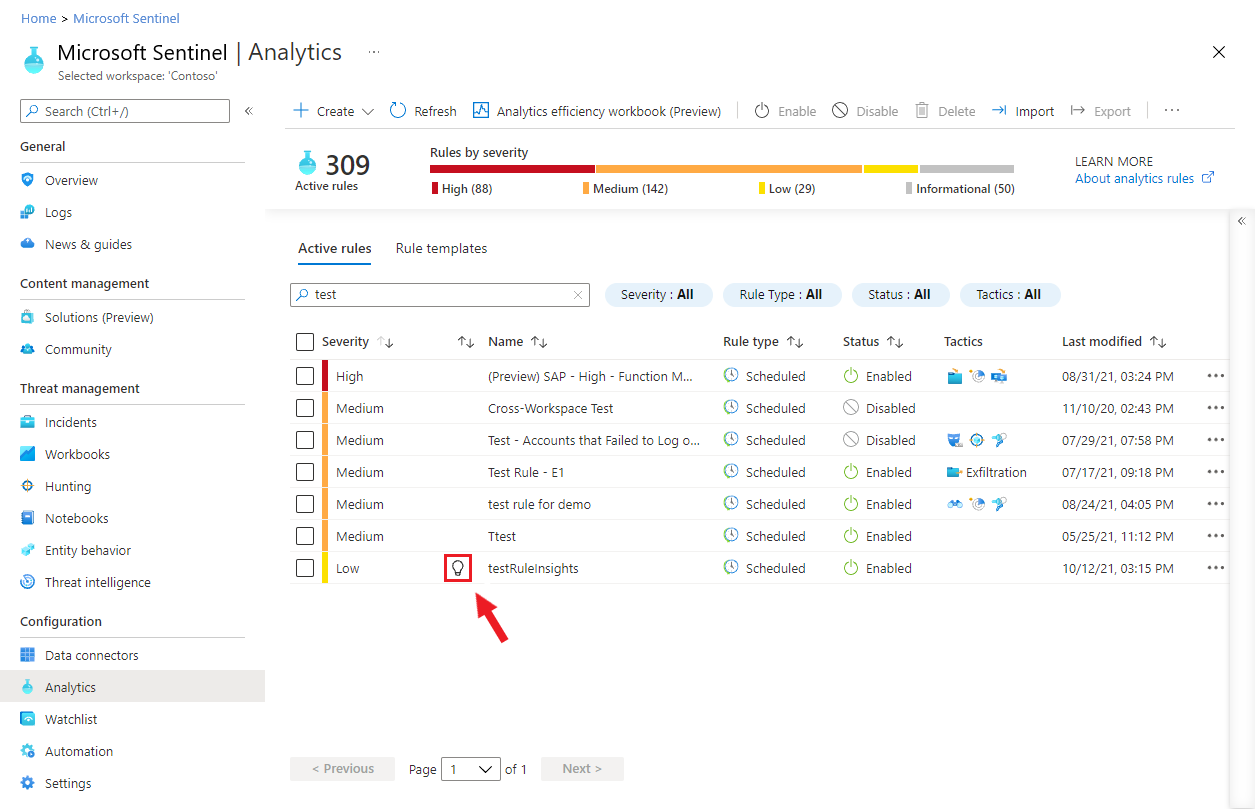 Home > Microsoft Sentinel
Microsoft Sentinel | Analytics ...
Selected workspace: 'Contoso'
Search (Ctrl+/) «
General
Overview
Logs
News & guides
Content management
Solutions (Preview)
Community
Threat management
Incidents
Workbooks
Hunting
Notebooks
Entity behavior
Threat intelligence
Configuration
Data connectors
Analytics
Watchlist
Automation
Settings
Create Refresh Analytics efficiency workbook (Preview) Enable Disable Delete Import Export ...
309
Active rules
Rules by severity
High (88) Medium (142) Low (29) Informational (50)
LEARN MORE
About analytics rules
«
Active rules Rule templates
test Severity : All Rule Type : All Status : All Tactics : All
Severity Name Rule type Status Tactics Last modified
High (Preview) SAP - High - Function M... Scheduled Enabled 08/31/21, 03:24 PM ...
Medium Cross-Workspace Test Scheduled Disabled 11/10/20, 02:43 PM ...
Medium Test - Accounts that Failed to Log o... Scheduled Disabled 07/29/21, 07:58 PM ...
Medium Test Rule - E1 Scheduled Enabled Exfiltration 07/17/21, 09:18 PM ...
Medium test rule for demo Scheduled Enabled 08/24/21, 04:05 PM ...
Medium Ttest Scheduled Enabled 05/25/21, 11:12 PM ...
Low testRuleInsights Scheduled Enabled 10/12/21, 03:15 PM ...
< Previous Page 1 of 1 Next >